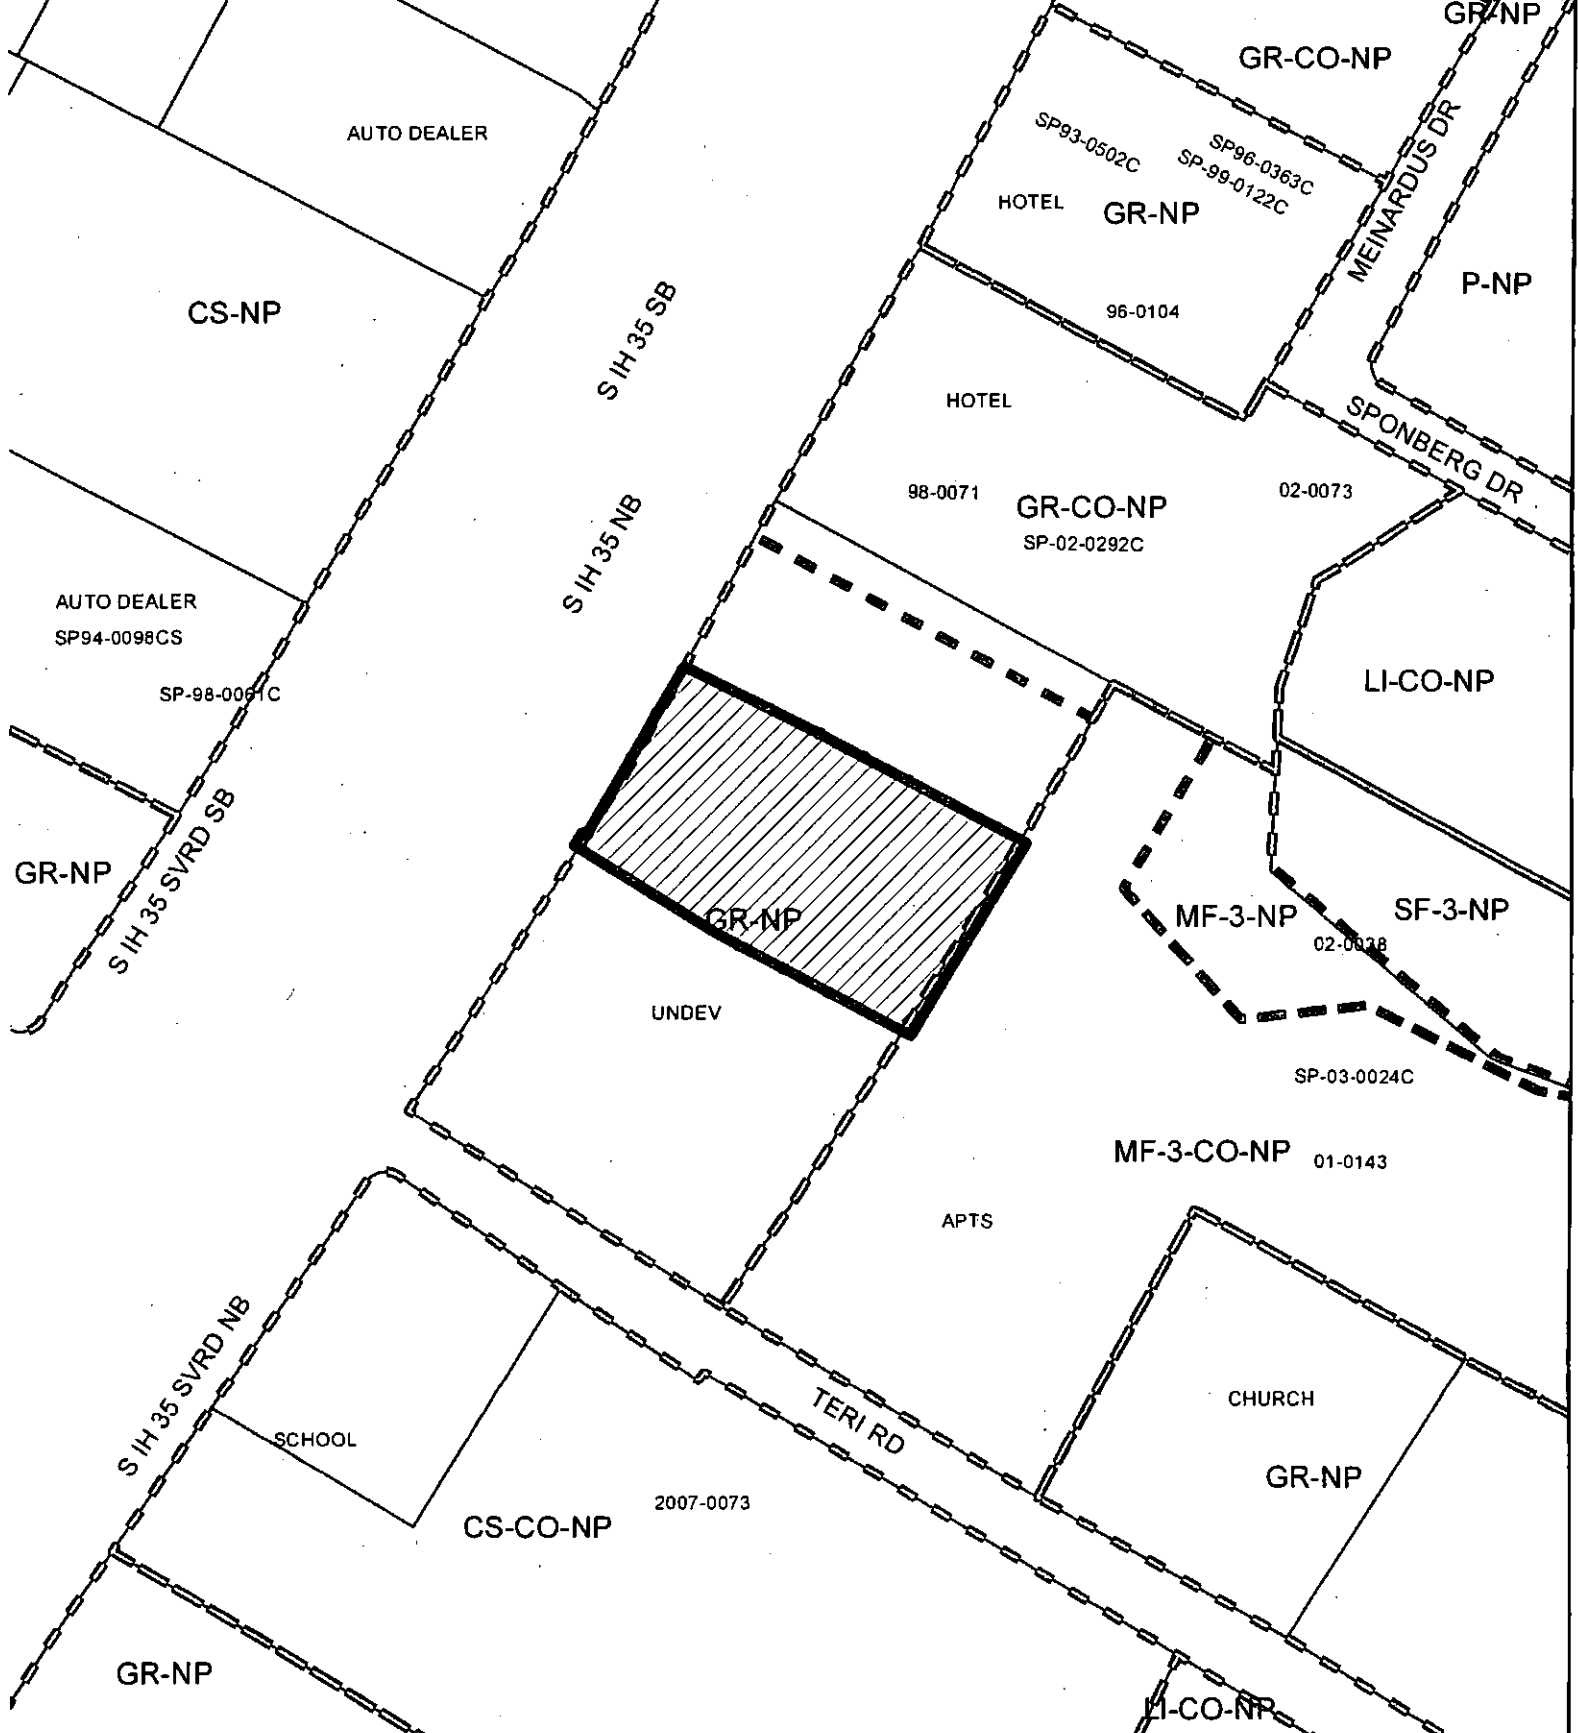 GR-NP
GR-CO-NP
AUTO DEALER
SP93-0502C
SP96-0363C
SP-99-0122C
MEINARDUS DR
HOTEL
GR-NP
P-NP
CS-NP
96-0104
S IH 35 SB
HOTEL
SPONBERG DR
98-0071
GR-CO-NP
02-0073
SP-02-0292C
S IH 35 NB
AUTO DEALER
SP94-0098CS
SP-98-0061C
LI-CO-NP
GR-NP
S IH 35 SVRD SB
GR-NP
MF-3-NP
SF-3-NP
02-0038
UNDEV
SP-03-0024C
MF-3-CO-NP
01-0143
APTS
S IH 35 SVRD NB
TERI RD
CHURCH
SCHOOL
GR-NP
2007-0073
CS-CO-NP
GR-NP
LI-CO-NP